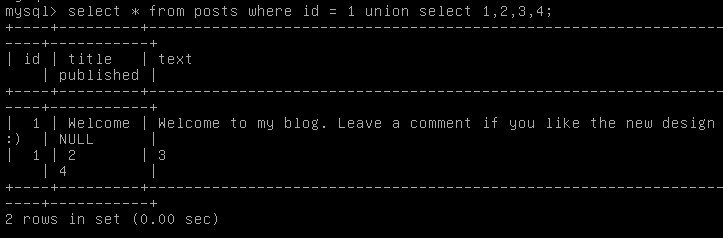 mysql> select * from posts where id = 1 union select 1,2,3,4;
+----+-----------+--------------------------------------------------------
----+-----------+
| id | title | text
| published |
+----+-----------+--------------------------------------------------------
----+-----------+
| 1 | Welcome | Welcome to my blog. Leave a comment if you like the new design
:) | NULL |
| 1 | 2 | 3
| 4 |
+----+-----------+--------------------------------------------------------
----+-----------+
2 rows in set (0.00 sec)